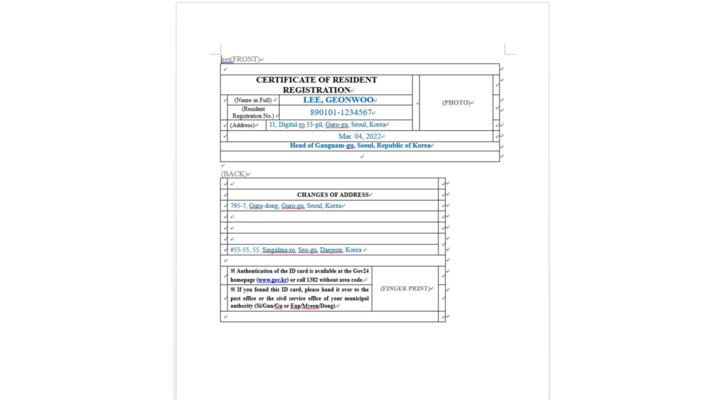 (FRONT)
CERTIFICATE OF RESIDENT
REGISTRATION
(Name in Full)
LEE, GEONWOO
(Resident
Registration No.)
890101-1234567
(Address)
11, Digital-ro 33-gil, Guro-gu, Seoul, Korea
(PHOTO)
Mar. 04, 2022
Head of Gangnam-gu, Seoul, Republic of Korea
(BACK)
CHANGES OF ADDRESS
795-7, Guro-dong, Guro-gu, Seoul, Korea
#55-55, 55, Singalma-ro, Seo-gu, Daejeon, Korea
※ Authentication of the ID card is available at the Gov24
homepage (www.gov.kr) or call 1382 without area code.
※ If you found this ID card, please hand it over to the
post office or the civil service office of your municipal
authority (Si/Gun/Gu or Eup/Myeon/Dong).
(FINGER PRINT)